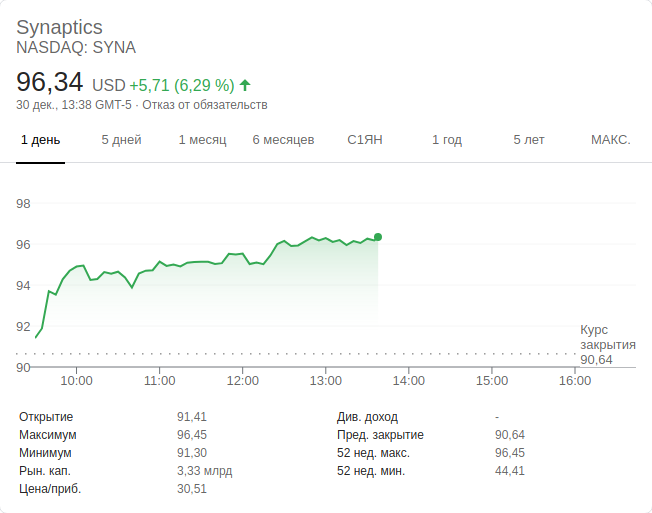 Synaptics
NASDAQ: SYNA
96,34 USD +5,71 (6,29 %)
30 дек., 13:38 GMT-5 · Отказ от обязательств
1 день 5 дней 1 месяц 6 месяцев С1ЯН 1 год 5 лет МАКС.
98
96
94
92
90
Курс
закрытия
90,64
10:00 11:00 12:00 13:00 14:00 15:00 16:00
Открытие 91,41 Див. доход -
Максимум 96,45 Пред. закрытие 90,64
Минимум 91,30 52 нед. макс. 96,45
Рын. кап. 3,33 млрд 52 нед. мин. 44,41
Цена/приб. 30,51